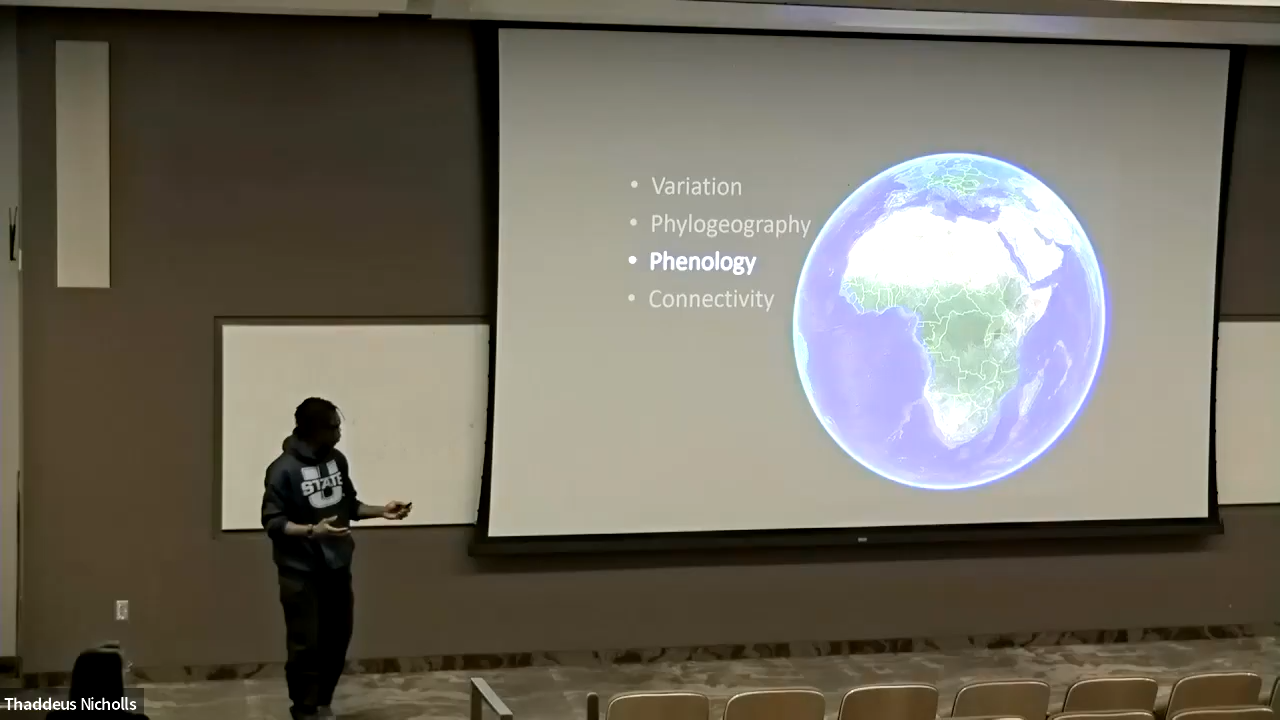 • Variation
• Phylogeography
• Phenology
• Connectivity
STATE
U
Thaddeus Nicholls